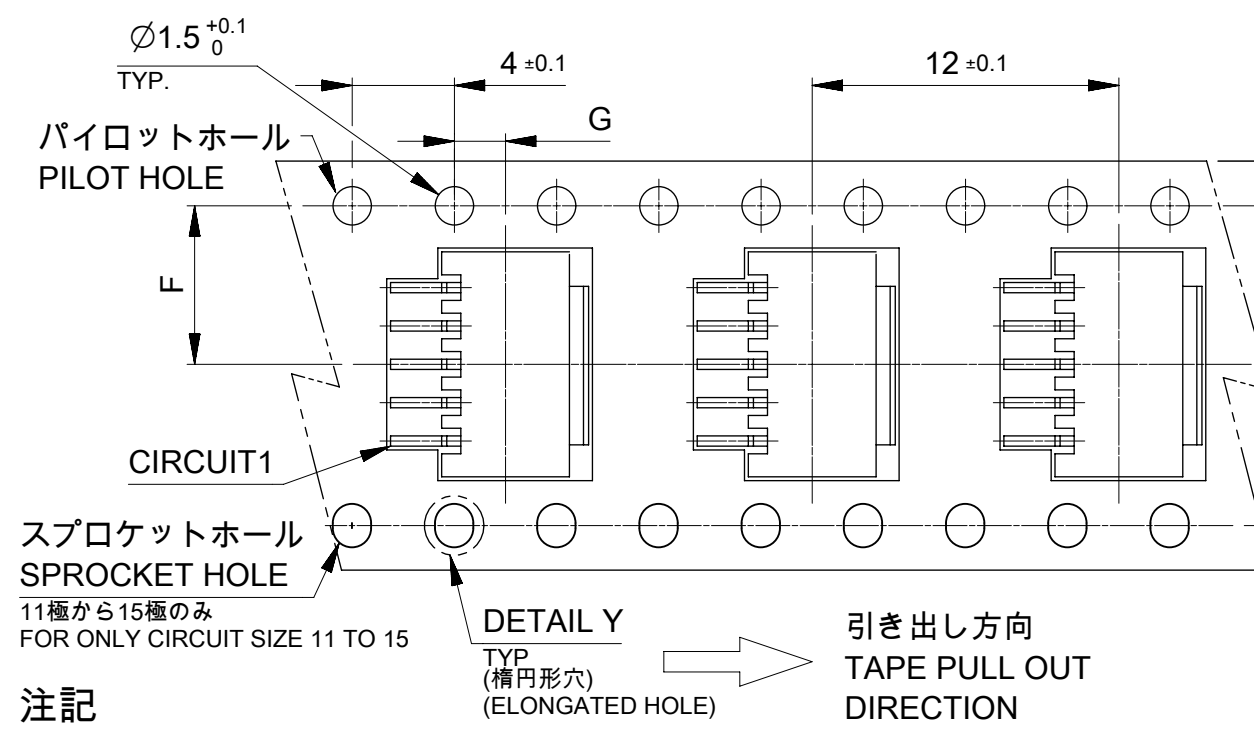 ∅1.5 +0.1 0
TYP.
4 ±0.1
12 ±0.1
G
パイロットホール
PILOT HOLE
F
CIRCUIT1
スプロケットホール
SPROCKET HOLE
11極から15極のみ
FOR ONLY CIRCUIT SIZE 11 TO 15
DETAIL Y
TYP
(楕円形穴)
(ELONGATED HOLE)
引き出し方向
TAPE PULL OUT
DIRECTION
注記